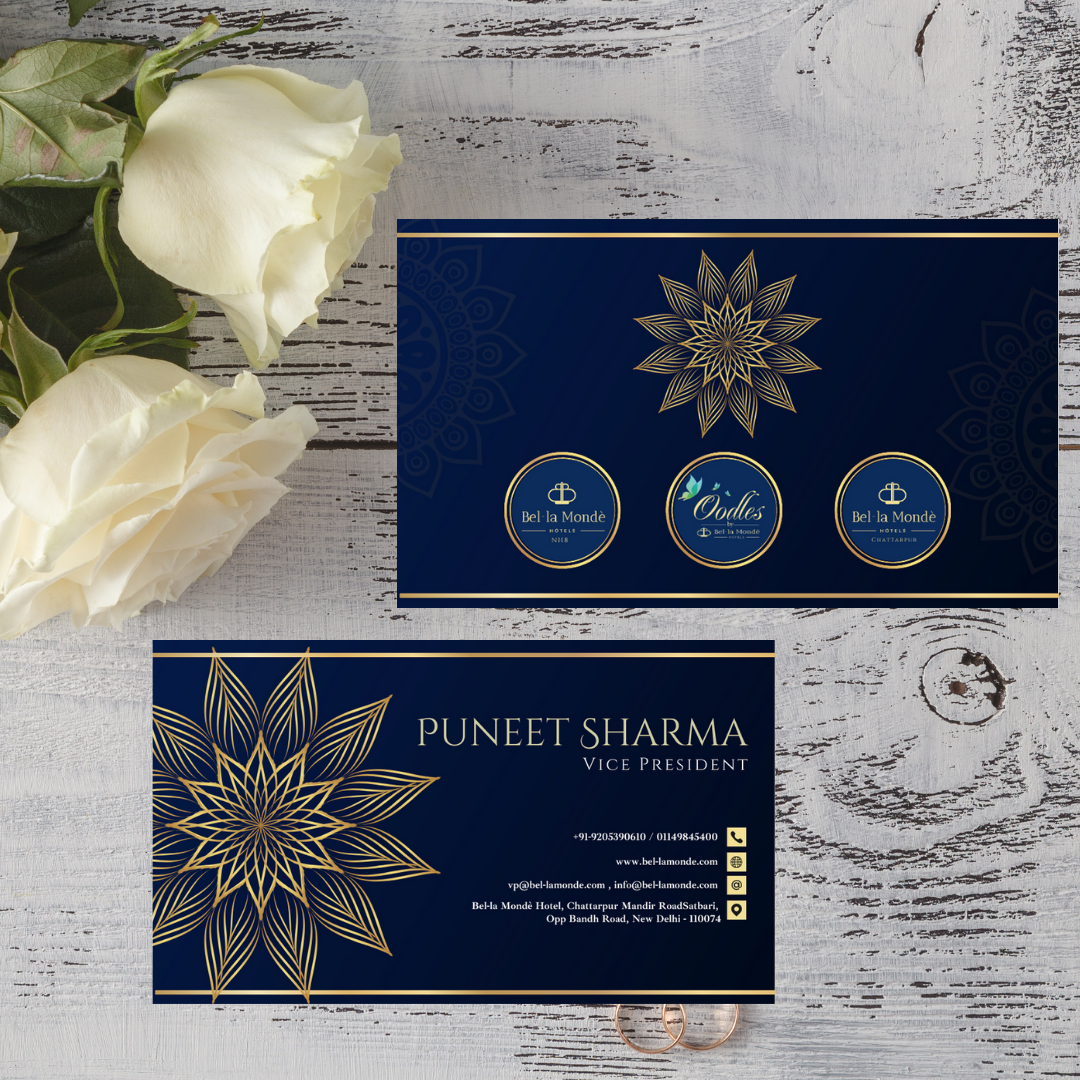 Bel·la Mondè
HÔTELS
NH8
Oodles
by
Bel·la Mondè
HOTELS
Bel·la Mondè
HÔTELS
CHATTARPUR
PUNEET SHARMA
VICE PRESIDENT
+91-9205390610 / 01149845400
www.bel-lamonde.com
vp@bel-lamonde.com , info@bel-lamonde.com
Bel-la Mondè Hotel, Chattarpur Mandir RoadSatbari,
Opp Bandh Road, New Delhi - 110074